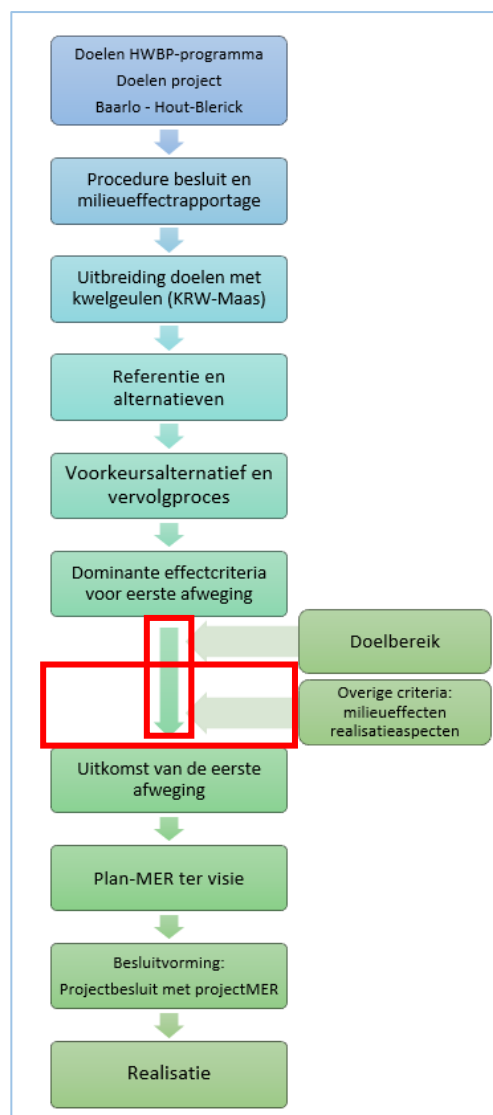 Doelen HWBP-programma
Doelen project
Baarlo - Hout-Blerick
Procedure besluit en
milieueffectrapportage
Uitbreiding doelen met
kwelgeulen (KRW-Maas)
Referentie en
alternatieven
Voorkeursalternatief en
vervolgproces
Dominante effectcriteria
voor eerste afweging
Doelbereik
Overige criteria:
milieueffecten
realisatieaspecten
Uitkomst van de eerste
afweging
Plan-MER ter visie
Besluitvorming:
Projectbesluit met projectMER
Realisatie